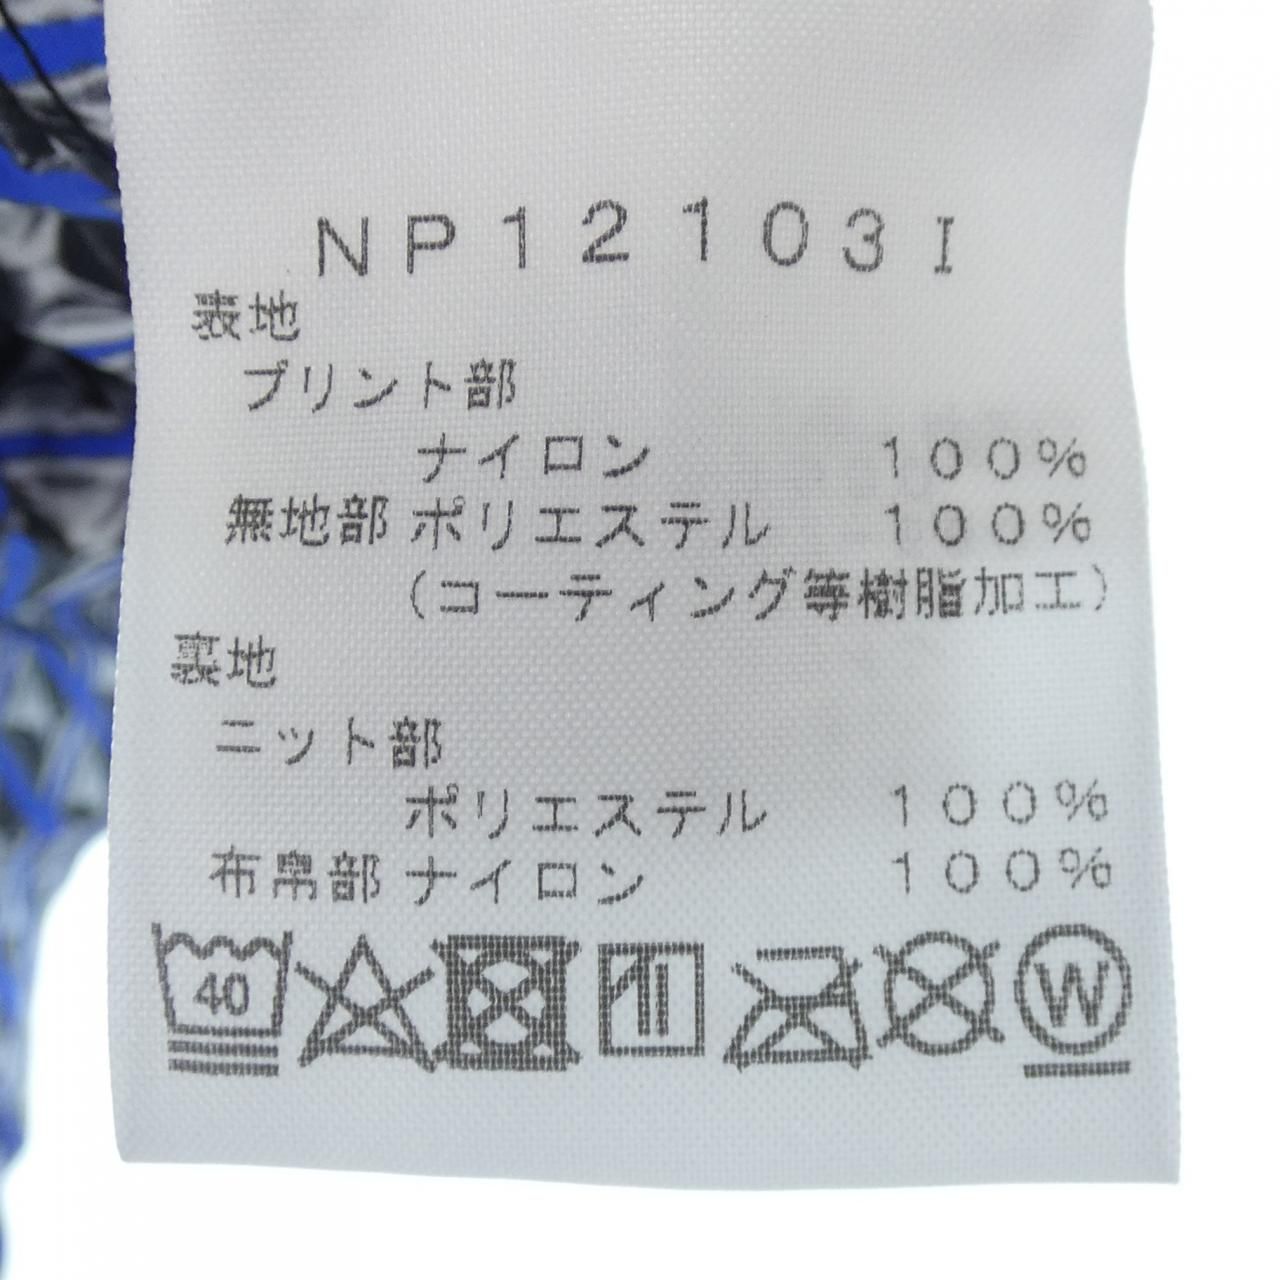 NP12103I
表地
プリント部
ナイロン 100%
無地部 ポリエステル 100%
(コーティング等樹脂加工)
裏地
ニット部
ポリエステル 100%
布帛部 ナイロン 100%
40 W